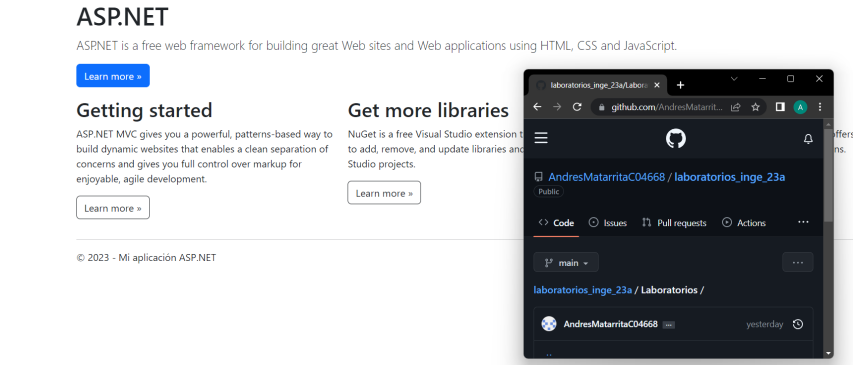 ASP.NET
ASP.NET is a free web framework for building great Web sites and Web applications using HTML, CSS and JavaScript.
Learn more »
Getting started
ASP.NET MVC gives you a powerful, patterns-based way to
build dynamic websites that enables a clean separation of
concerns and gives you full control over markup for
enjoyable, agile development.
Learn more »
Get more libraries
NuGet is a free Visual Studio extension t
to add, remove, and update libraries and
Studio projects.
Learn more »
offers
ns.
© 2023 - Mi aplicación ASP.NET
laboratorios_inge_23a/Labora
github.com/AndresMatarrit...
A
AndresMatarritaC04668 / laboratorios_inge_23a
Public
Code Issues Pull requests Actions ...
main ...
laboratorios_inge_23a / Laboratorios /
AndresMatarritaC04668 ... yesterday